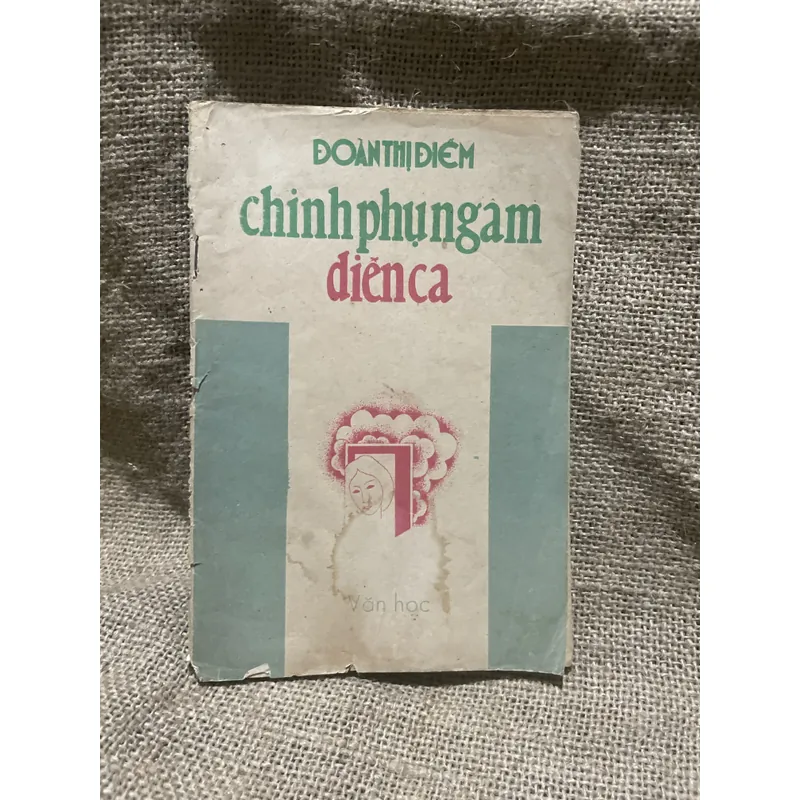 ĐOÀN THỊ ĐIỂM
chinh phụ ngâm
diễn ca
Văn học